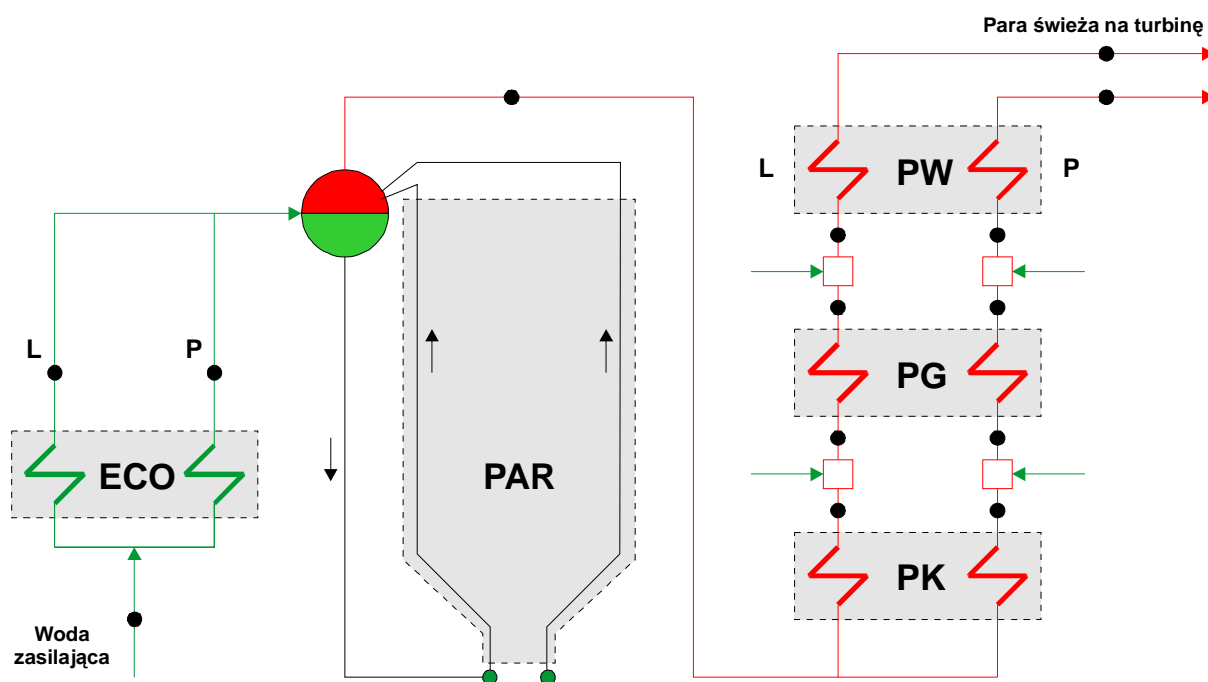 Para świeża na turbinę
L
PW
P
L
P
PG
ECO
PAR
PK
Woda
zasilająca